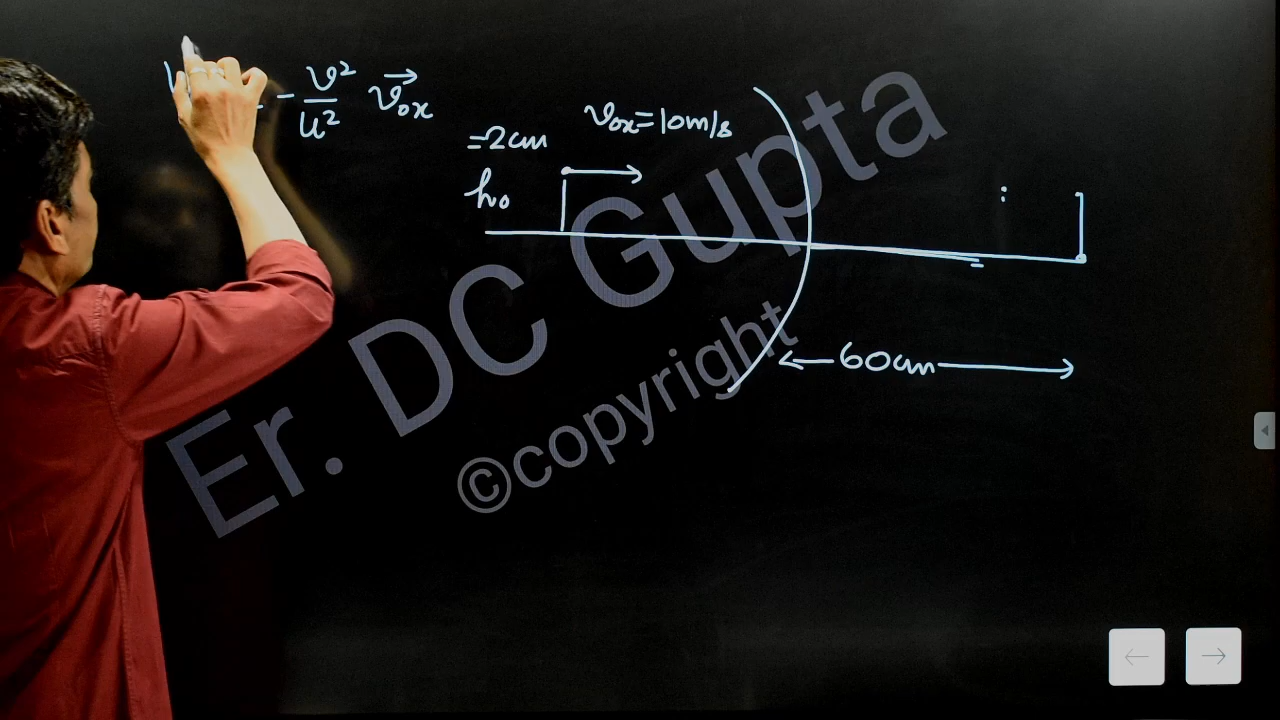 = - v²/u² v⃗ox
vox=10m/s
=2cm
ho
60cm
Er. DC Gupta
©copyright